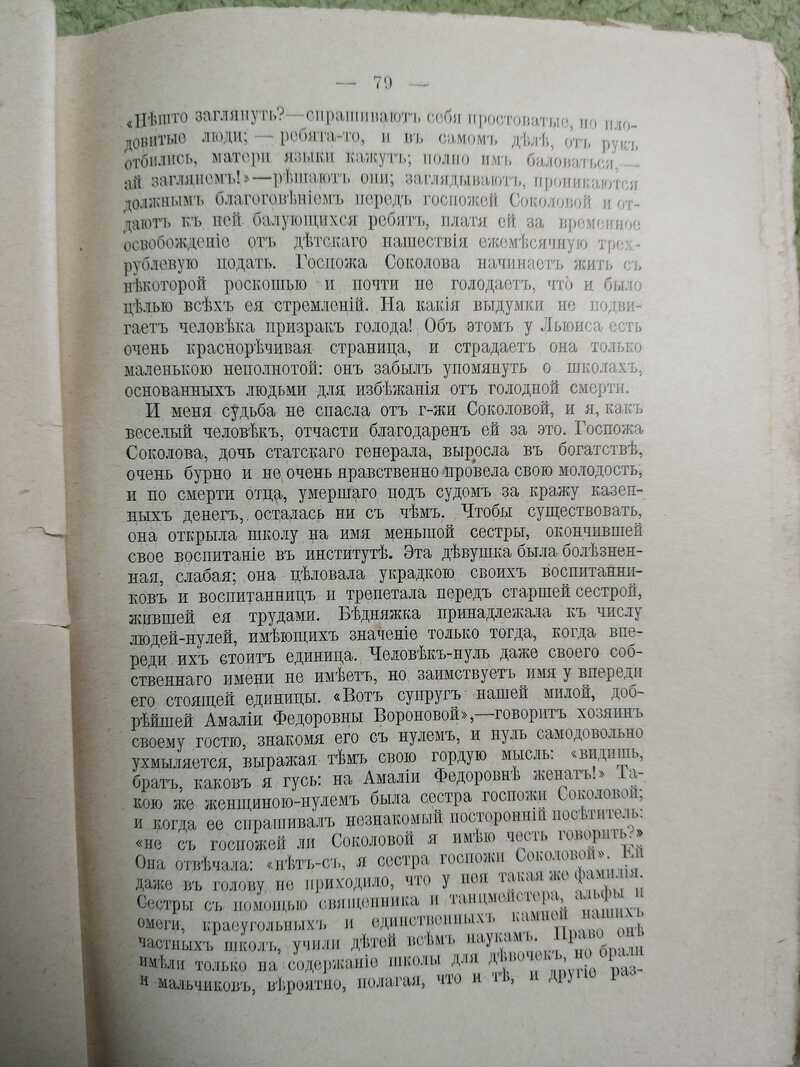 — 79 —
«Нѣшто заглянуть?—спрашиваютъ себя простоватые, но пло-
довитые люди; — ребята-то, и въ самомъ дѣлѣ, отъ рукъ
отбились, матери языки кажутъ; полно имъ баловаться, —
ай заглянемъ!»—рѣшаютъ они; заглядываютъ, проникаются
должнымъ благоговѣніемъ передъ госпожей Соколовой и от-
даютъ къ ней балующихся ребятъ, платя ей за временное
освобожденіе отъ дѣтскаго нашествія ежемѣсячную трех-
рублевую подать. Госпожа Соколова начинаетъ жить съ
нѣкоторой роскошью и почти не голодаетъ, что̀ и было
цѣлью всѣхъ ея стремленій. На какія выдумки не подви-
гаетъ человѣка призракъ голода! Объ этомъ у Льюиса есть
очень краснорѣчивая страница, и страдаетъ она только
маленькою неполнотой: онъ забылъ упомянуть о школахъ,
основанныхъ людьми для избѣжанія отъ голодной смерти.
И меня судьба не спасла отъ г-жи Соколовой, и я, какъ
веселый человѣкъ, отчасти благодаренъ ей за это. Госпожа
Соколова, дочь статскаго генерала, выросла въ богатствѣ,
очень бурно и не очень нравственно провела свою молодость,
и по смерти отца, умершаго подъ судомъ за кражу казен-
ныхъ денегъ, осталась ни съ чѣмъ. Чтобы существовать,
она открыла школу на имя меньшой сестры, окончившей
свое воспитаніе въ институтѣ. Эта дѣвушка была болѣзнен-
ная, слабая; она цѣловала украдкою своихъ воспитанни-
ковъ и воспитанницъ и трепетала передъ старшей сестрой,
жившей ея трудами. Бѣдняжка принадлежала къ числу
людей-нулей, имѣющихъ значеніе только тогда, когда впе-
реди ихъ стоитъ единица. Человѣкъ-нуль даже своего соб-
ственнаго имени не имѣетъ, но заимствуетъ имя у впереди
его стоящей единицы. «Вотъ супругъ нашей милой, доб-
рѣйшей Амаліи Федоровны Вороновой»,—говоритъ хозяинъ
своему гостю, знакомя его съ нулемъ, и нуль самодовольно
ухмыляется, выражая тѣмъ свою гордую мысль: «видишь,
братъ, каковъ я гусь: на Амаліи Федоровнѣ женатъ!» Та-
кою же женщиною-нулемъ была сестра госпожи Соколовой;
и когда ее спрашивалъ незнакомый посторонній посѣтитель:
«не съ госпожей ли Соколовой я имѣю честь говорить?»
Она отвѣчала: «нѣтъ-съ, я сестра госпожи Соколовой». Ей
даже въ голову не приходило, что у нея такая же фамилія.
Сестры съ помощью священника и танцмейстера, альфы и
омеги, краеугольныхъ и единственныхъ камней нашихъ
частныхъ школъ, учили дѣтей всѣмъ наукамъ. Право онѣ
имѣли только на содержаніе школы для дѣвочекъ, но брали
и мальчиковъ, вѣроятно, полагая, что и тѣ, и другіе раз-